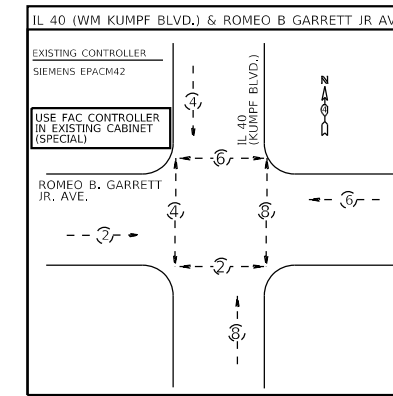 IL 40 (WM KUMPF BLVD.) & ROMEO B GARRETT JR AV
EXISTING CONTROLLER
SIEMENS EPACM42
USE FAC CONTROLLER
IN EXISTING CABINET
(SPECIAL)
IL 40
(KUMPF BLVD.)
N
4
6
ROMEO B. GARRETT
JR. AVE.
4
8
6
2
2
8